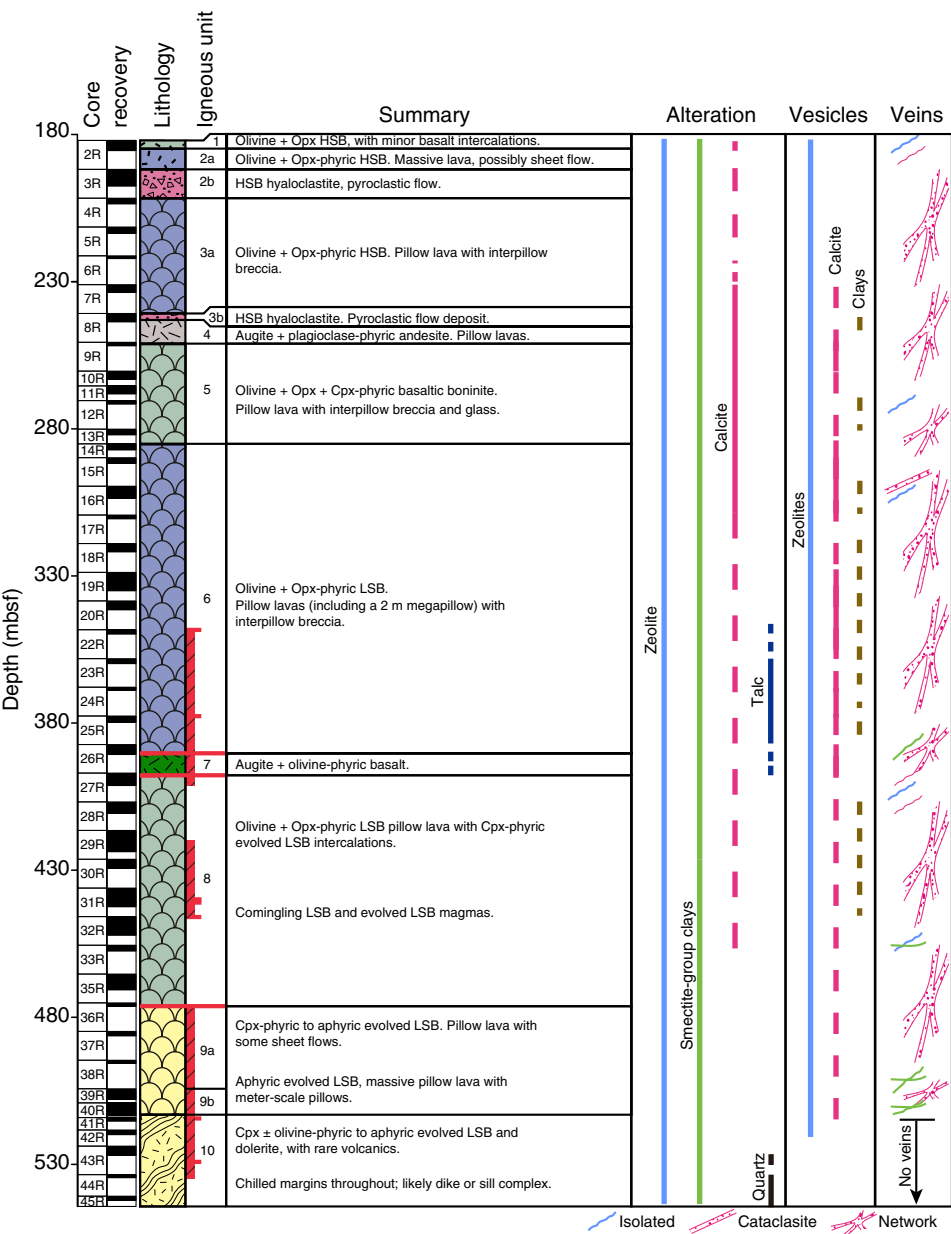 Core
recovery
Lithology
Igneous unit
Summary
Alteration
Vesicles
Veins
Depth (mbsf)
180
230
280
330
380
430
480
530
2R
3R
4R
5R
6R
7R
8R
9R
10R
11R
12R
13R
14R
15R
16R
17R
18R
19R
20R
22R
23R
24R
25R
26R
27R
28R
29R
30R
31R
32R
33R
35R
36R
37R
38R
39R
40R
41R
42R
43R
44R
45R
1
Olivine + Opx HSB, with minor basalt intercalations.
2a
Olivine + Opx-phyric HSB. Massive lava, possibly sheet flow.
2b
HSB hyaloclastite, pyroclastic flow.
3a
Olivine + Opx-phyric HSB. Pillow lava with interpillow
breccia.
3b
HSB hyaloclastite. Pyroclastic flow deposit.
4
Augite + plagioclase-phyric andesite. Pillow lavas.
5
Olivine + Opx + Cpx-phyric basaltic boninite.
Pillow lava with interpillow breccia and glass.
6
Olivine + Opx-phyric LSB.
Pillow lavas (including a 2 m megapillow) with
interpillow breccia.
7
Augite + olivine-phyric basalt.
8
Olivine + Opx-phyric LSB pillow lava with Cpx-phyric
evolved LSB intercalations.
Comingling LSB and evolved LSB magmas.
9a
Cpx-phyric to aphyric evolved LSB. Pillow lava with
some sheet flows.
9b
Aphyric evolved LSB, massive pillow lava with
meter-scale pillows.
10
Cpx ± olivine-phyric to aphyric evolved LSB and
dolerite, with rare volcanics.
Chilled margins throughout; likely dike or sill complex.
Zeolite
Smectite-group clays
Calcite
Talc
Quartz
Zeolites
Calcite
Clays
No veins
Isolated
Cataclasite
Network